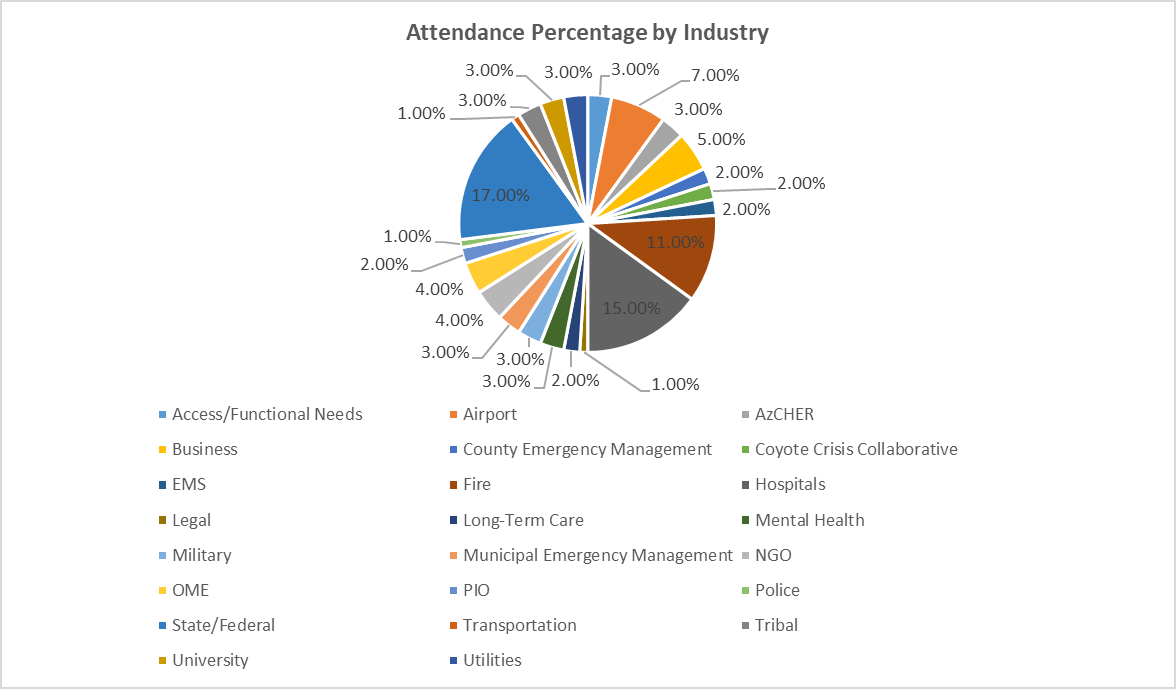 Attendance Percentage by Industry
3.00% 3.00% 3.00% 7.00%
3.00% 3.00%
1.00% 5.00%
2.00% 2.00%
17.00% 2.00%
1.00% 11.00%
2.00%
4.00% 15.00%
4.00%
3.00% 3.00%
3.00% 2.00% 1.00%
Access/Functional Needs Airport AzCHER
Business County Emergency Management Coyote Crisis Collaborative
EMS Fire Hospitals
Legal Long-Term Care Mental Health
Military Municipal Emergency Management NGO
OME PIO Police
State/Federal Transportation Tribal
University Utilities